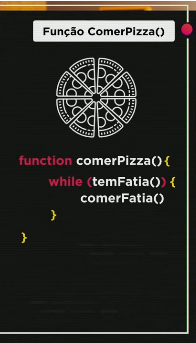 Função ComerPizza()
function comerPizza(){
while (temFatia()) {
comerFatia()
}
}